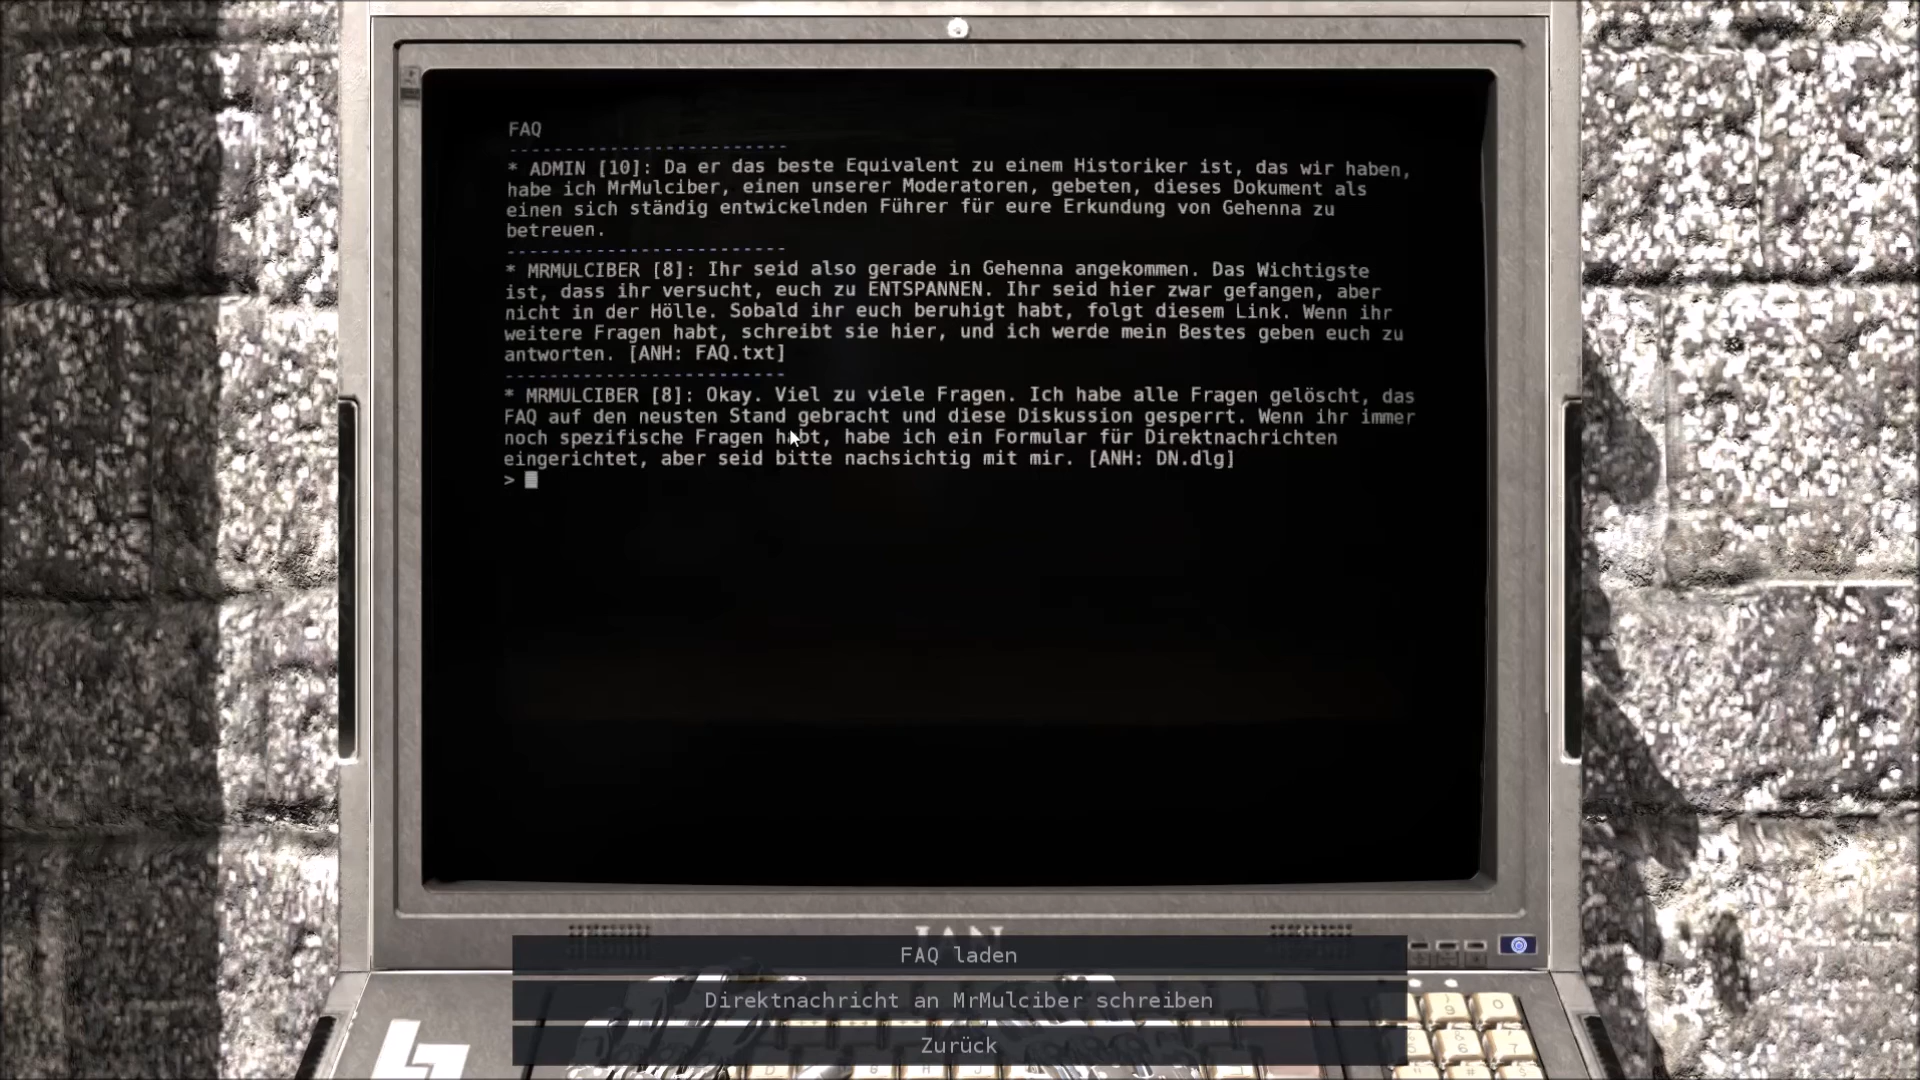 FAQ
-------------------------
* ADMIN [10]: Da er das beste Equivalent zu einem Historiker ist, das wir haben,
habe ich MrMulciber, einen unserer Moderatoren, gebeten, dieses Dokument als
einen sich ständig entwickelnden Führer für eure Erkundung von Gehenna zu
betreuen.
-------------------------
* MRMULCIBER [8]: Ihr seid also gerade in Gehenna angekommen. Das Wichtigste
ist, dass ihr versucht, euch zu ENTSPANNEN. Ihr seid hier zwar gefangen, aber
nicht in der Hölle. Sobald ihr euch beruhigt habt, folgt diesem Link. Wenn ihr
weitere Fragen habt, schreibt sie hier, und ich werde mein Bestes geben euch zu
antworten. [ANH: FAQ.txt]
-------------------------
* MRMULCIBER [8]: Okay. Viel zu viele Fragen. Ich habe alle Fragen gelöscht, das
FAQ auf den neusten Stand gebracht und diese Diskussion gesperrt. Wenn ihr immer
noch spezifische Fragen habt, habe ich ein Formular für Direktnachrichten
eingerichtet, aber seid bitte nachsichtig mit mir. [ANH: DN.dlg]
>
FAQ laden
Direktnachricht an MrMulciber schreiben
Zurück